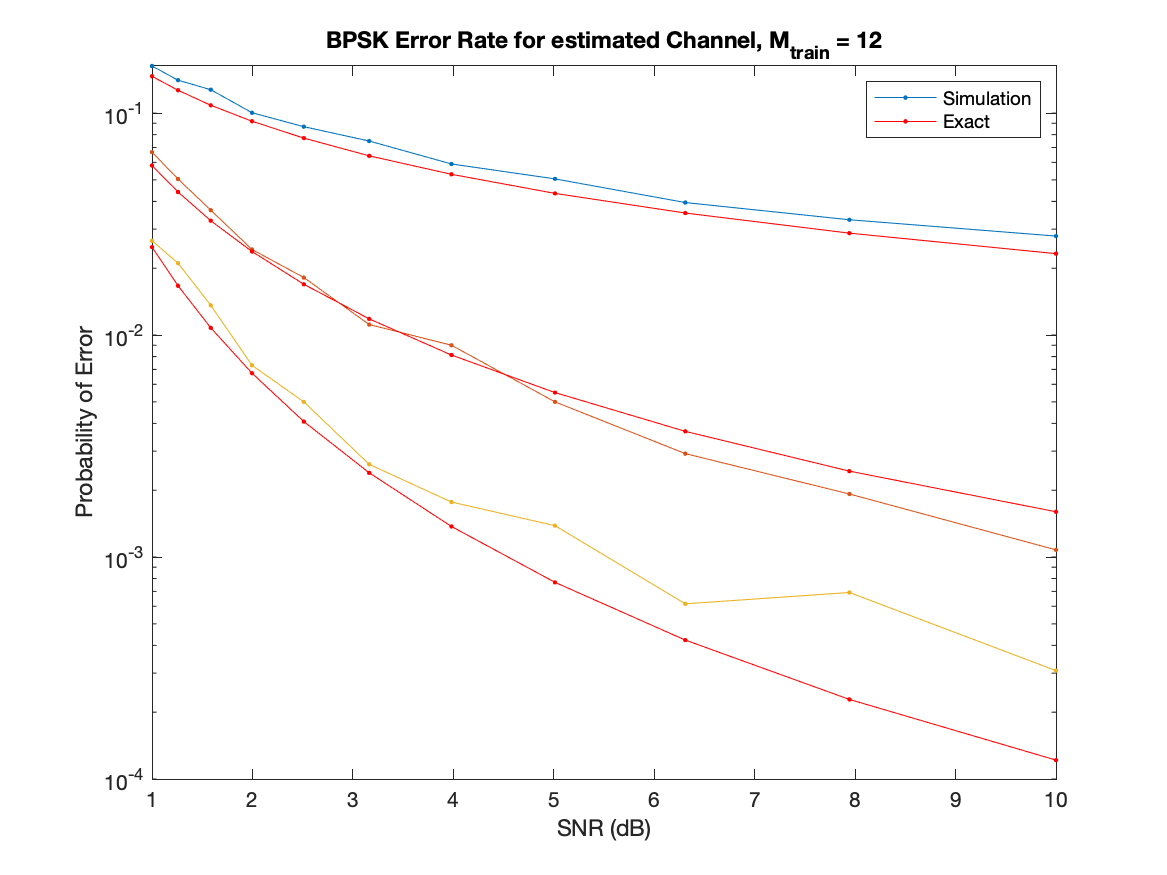 BPSK Error Rate for estimated Channel, M_train = 12
Simulation
Exact
10^-1
10^-2
10^-3
10^-4
Probability of Error
1 2 3 4 5 6 7 8 9 10
SNR (dB)